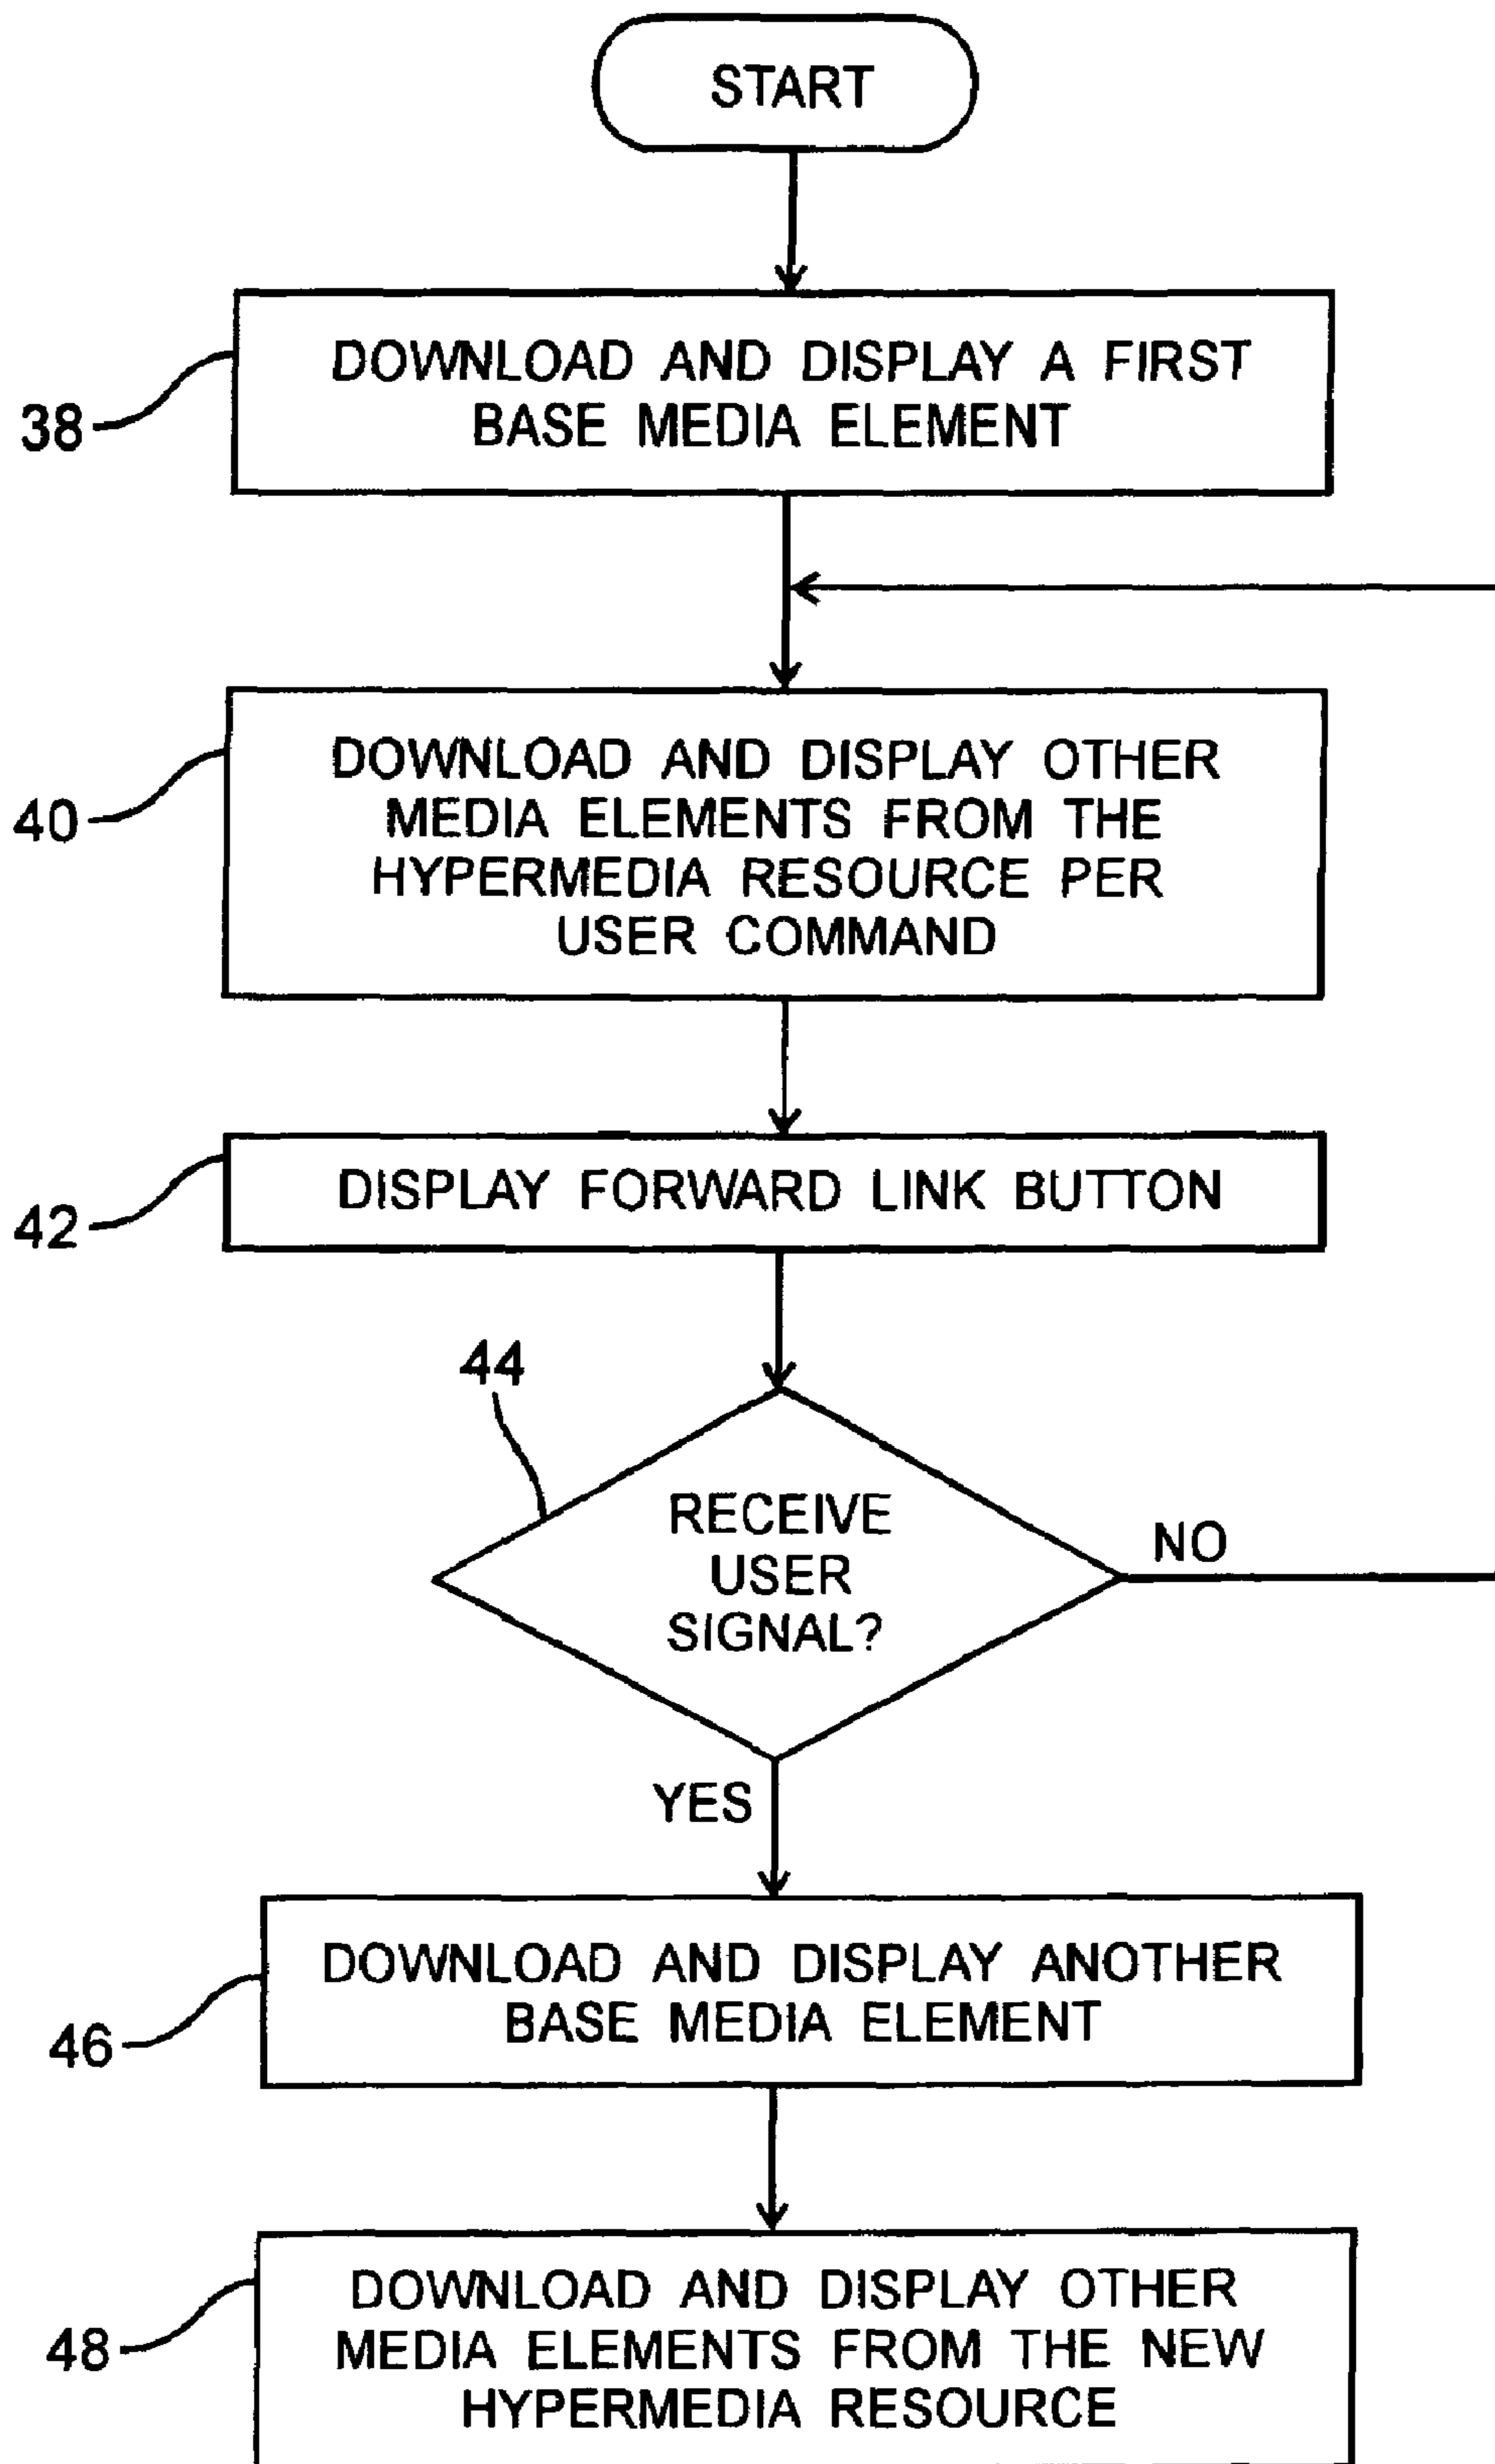 START
DOWNLOAD AND DISPLAY A FIRST
BASE MEDIA ELEMENT
38
DOWNLOAD AND DISPLAY OTHER
MEDIA ELEMENTS FROM THE
HYPERMEDIA RESOURCE PER
USER COMMAND
40
DISPLAY FORWARD LINK BUTTON
42
44
RECEIVE
USER
SIGNAL?
NO
YES
DOWNLOAD AND DISPLAY ANOTHER
BASE MEDIA ELEMENT
46
DOWNLOAD AND DISPLAY OTHER
MEDIA ELEMENTS FROM THE NEW
HYPERMEDIA RESOURCE
48